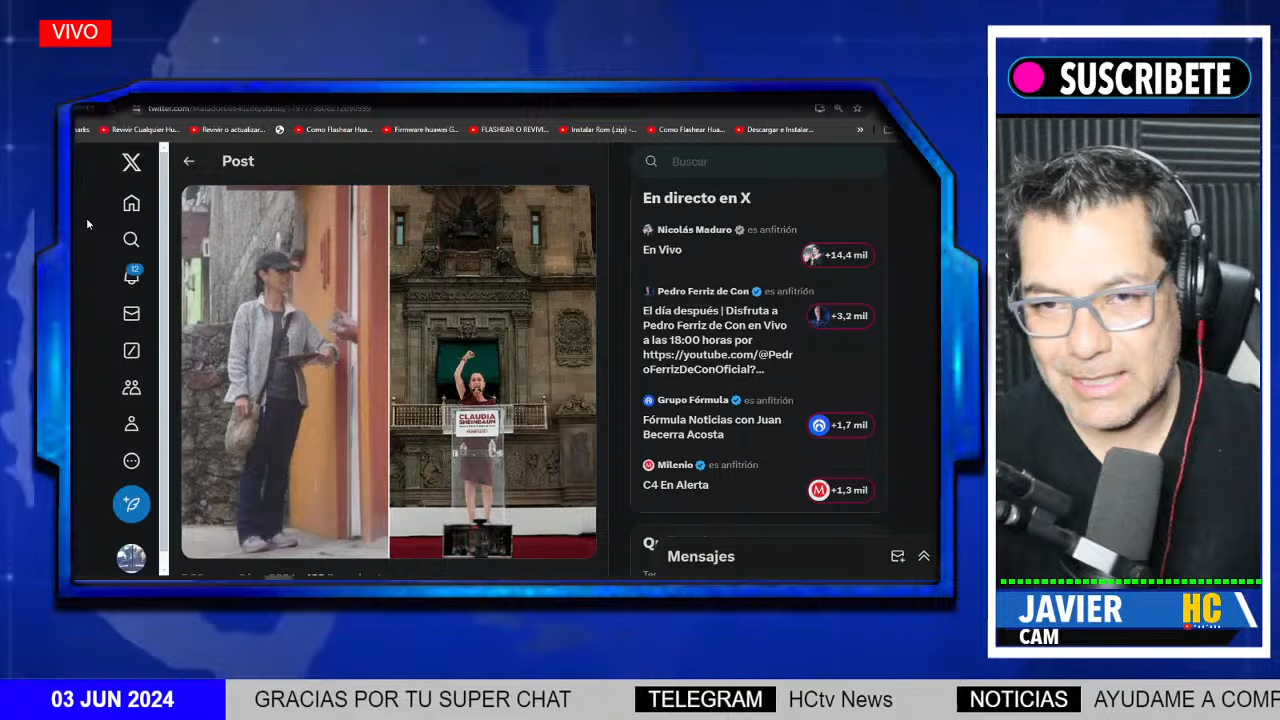 VIVO
SUSCRIBETE
arks
Revivir Cualquier Hu...
Revivir o actualizar...
Como Flashear Hua...
Firmware huawei G...
FLASHEAR O REVIVI...
Instalar Rom (.zip) -...
Como Flashear Hua...
Descargar e Instalar...
Post
Buscar
En directo en X
Nicolás Maduro es anfitrión
En Vivo
+14,4 mil
12
Pedro Ferriz de Con es anfitrión
El día después | Disfruta a
Pedro Ferriz de Con en Vivo
a las 18:00 horas por
https://youtube.com/@Pedr
oFerrizDeConOficial?...
+3,2 mil
Grupo Fórmula es anfitrión
Fórmula Noticias con Juan
Becerra Acosta
+1,7 mil
CLAUDIA
SHEINBAUM
Milenio es anfitrión
C4 En Alerta
+1,3 mil
Mensajes
JAVIER
HC
CAM
03 JUN 2024
GRACIAS POR TU SUPER CHAT
TELEGRAM
HCtv News
NOTICIAS
AYUDAME A COMP